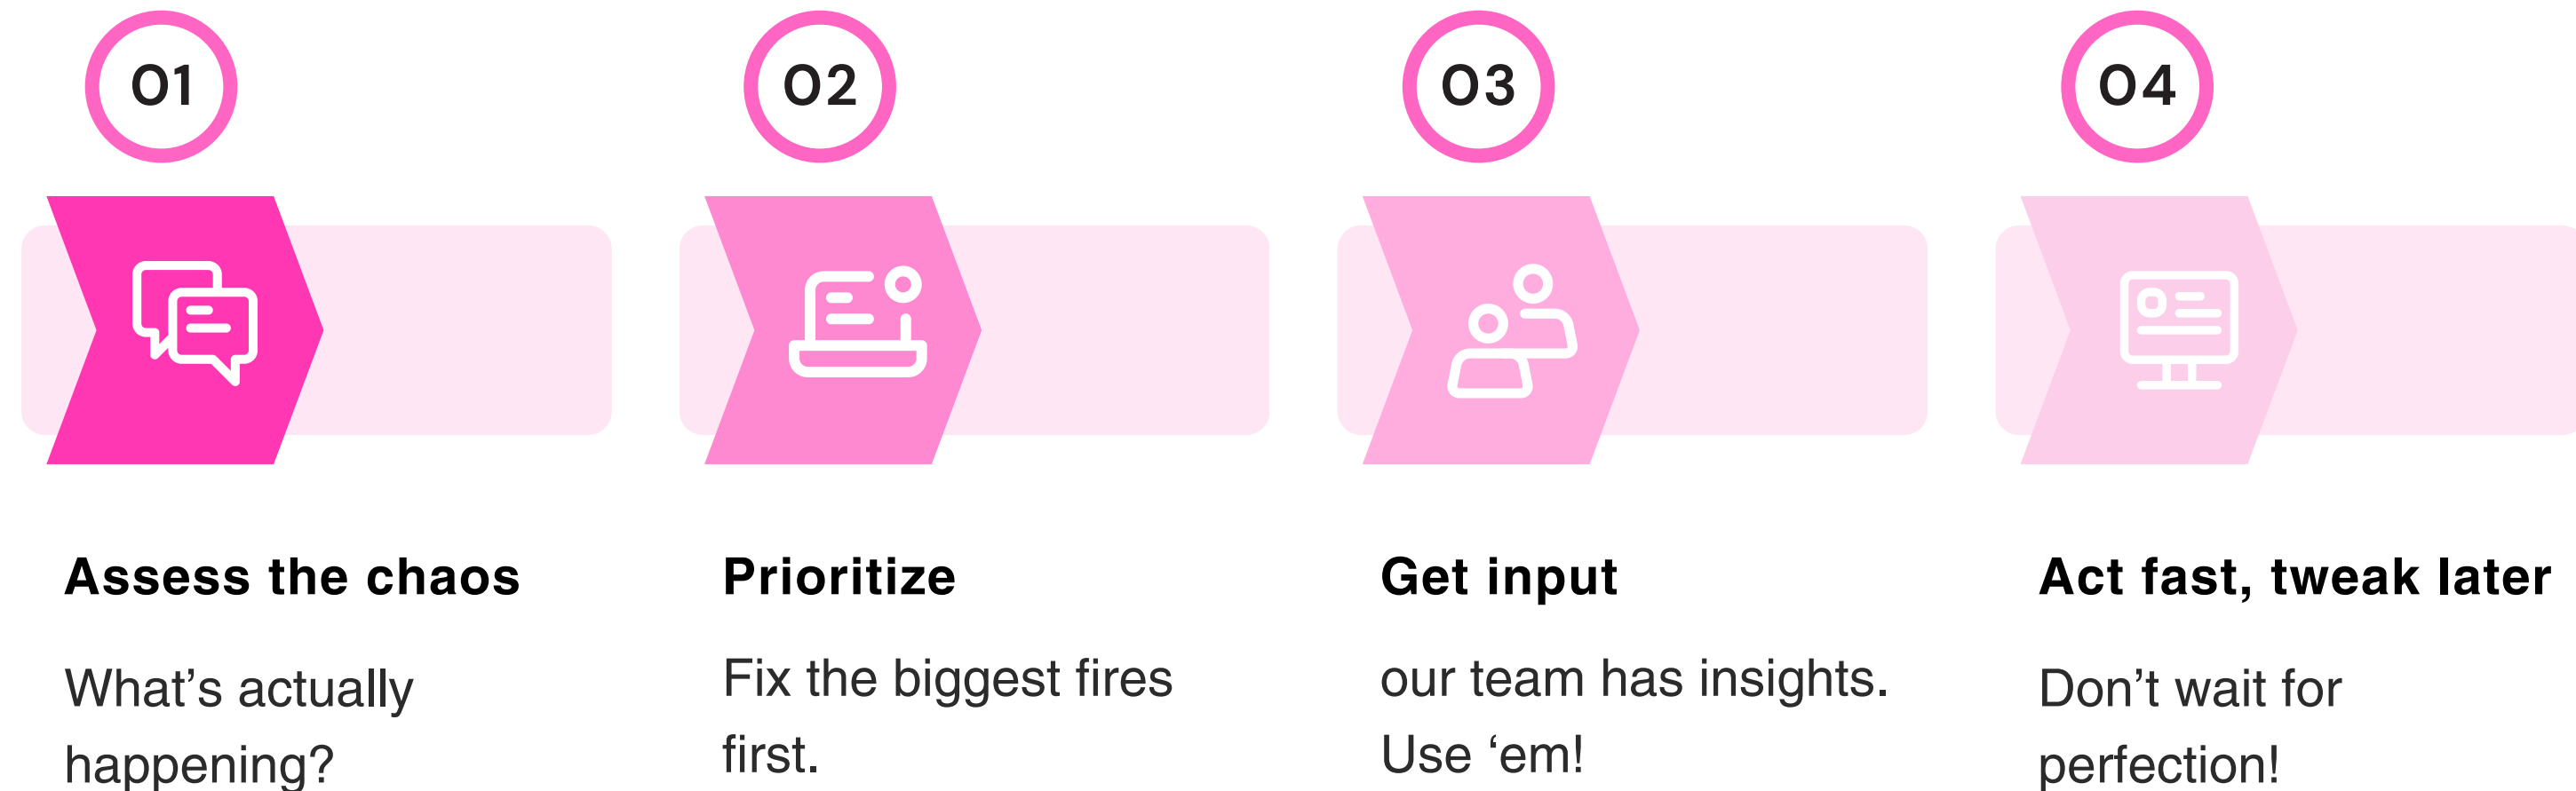 01
Assess the chaos
What’s actually
happening?
02
Prioritize
Fix the biggest fires
first.
03
Get input
our team has insights.
Use ‘em!
04
Act fast, tweak later
Don’t wait for
perfection!